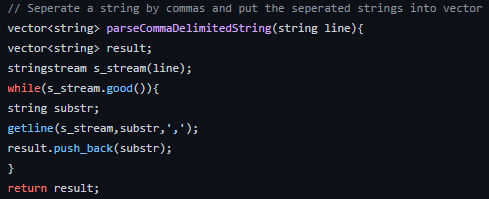 // Seperate a string by commas and put the seperated strings into vector
vector<string> parseCommaDelimitedString(string line){
vector<string> result;
stringstream s_stream(line);
while(s_stream.good()){
string substr;
getline(s_stream,substr,',');
result.push_back(substr);
}
return result;